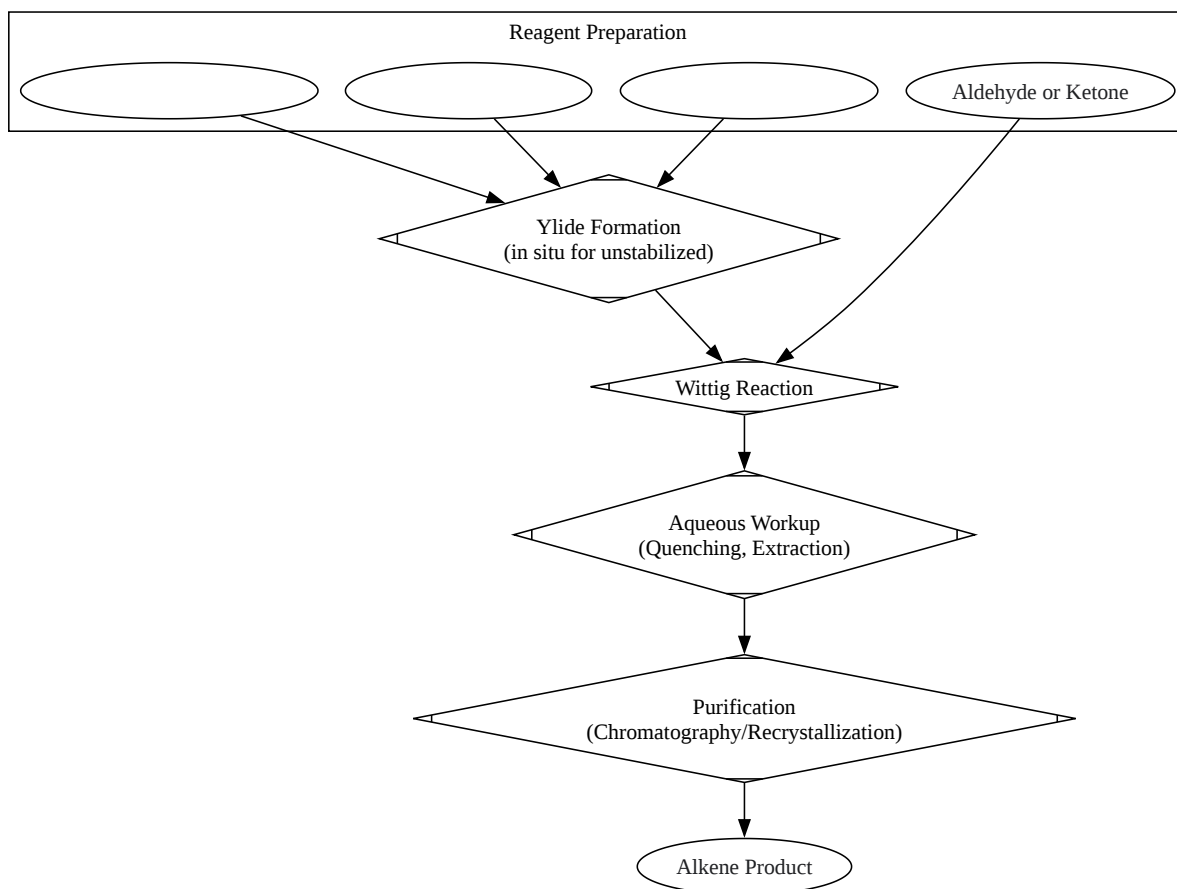 Reagent Preparation
Aldehyde or Ketone
Ylide Formation
(in situ for unstabilized)
Wittig Reaction
Aqueous Workup
(Quenching, Extraction)
Purification
(Chromatography/Recrystallization)
Alkene Product